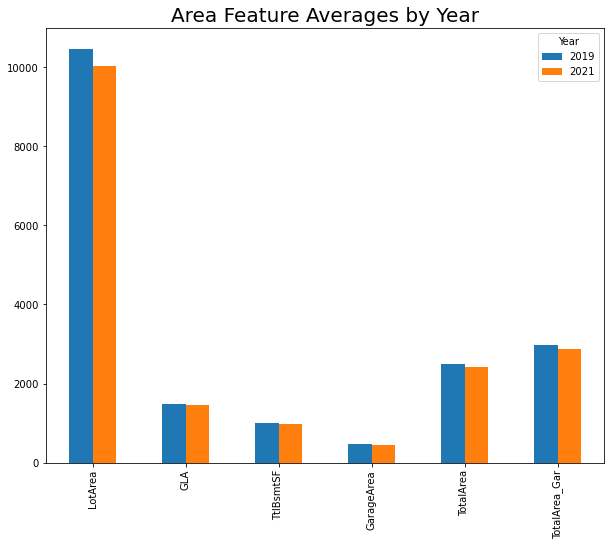 Area Feature Averages by Year
Year
2019
2021
10000
8000
6000
4000
2000
0
LotArea
GLA
TtlBsmtSF
GarageArea
TotalArea
TotalArea_Gar